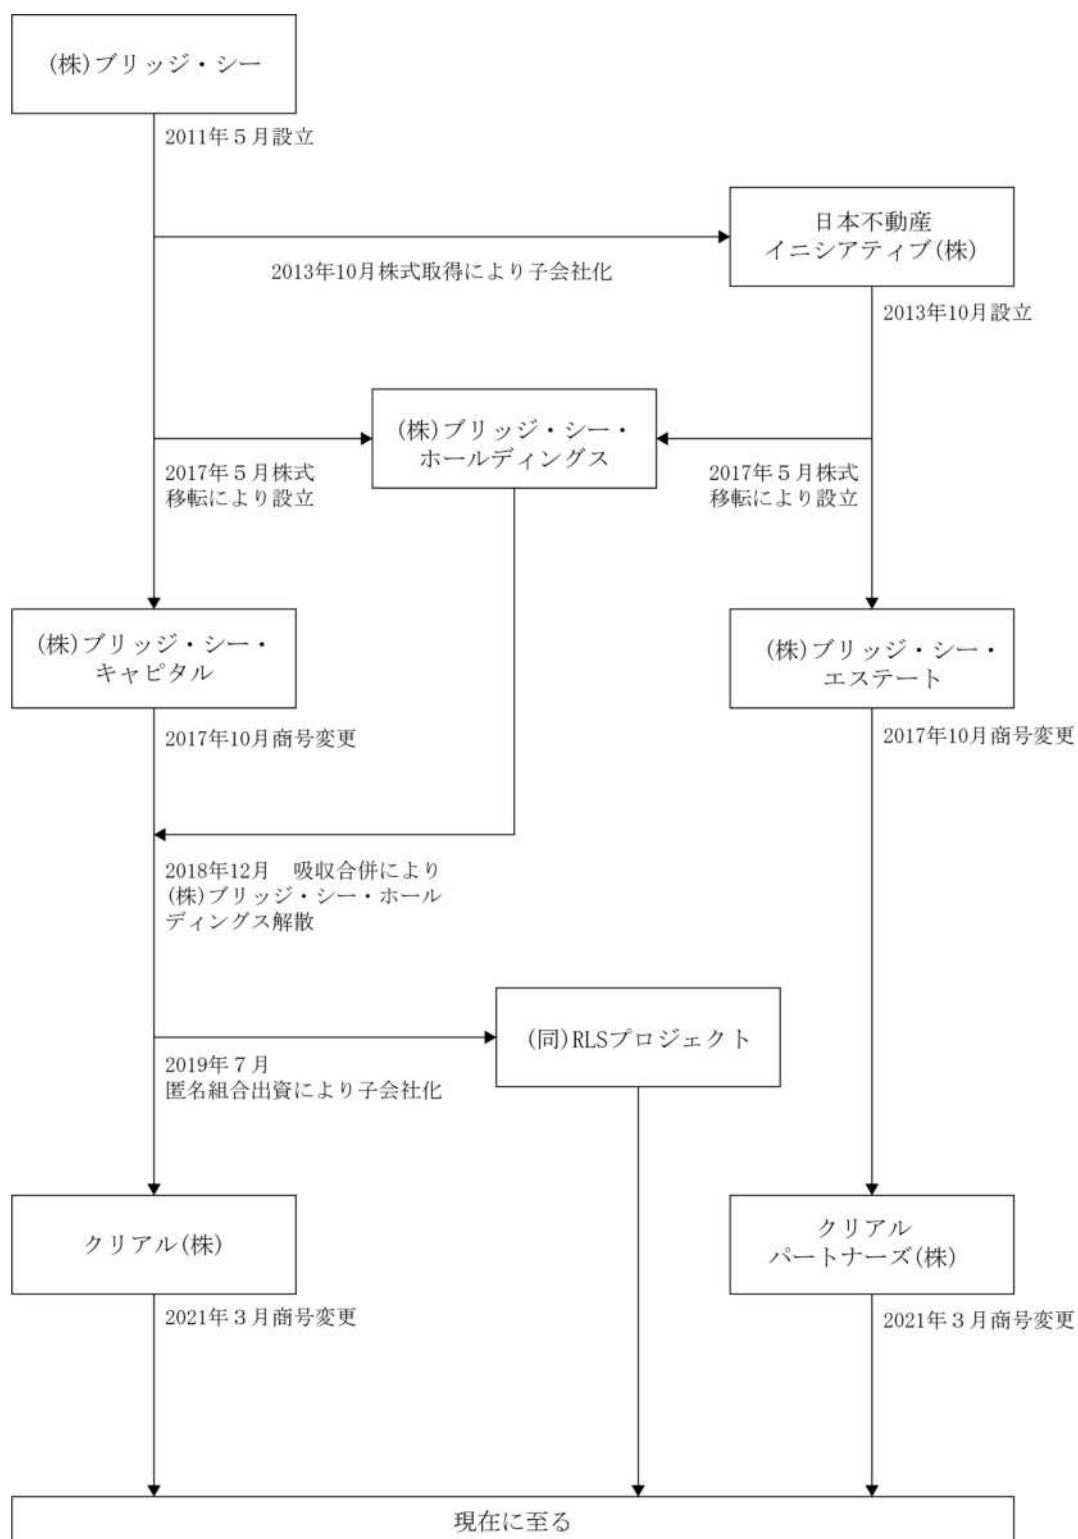 (株)ブリッジ・シー
2011年５月設立
日本不動産
イニシアティブ(株)
2013年10月株式取得により子会社化
2013年10月設立
(株)ブリッジ・シー・
ホールディングス
2017年５月株式
移転により設立
2017年５月株式
移転により設立
(株)ブリッジ・シー・
キャピタル
(株)ブリッジ・シー・
エステート
2017年10月商号変更
2017年10月商号変更
2018年12月　吸収合併により
(株)ブリッジ・シー・ホール
ディングス解散
(同)RLSプロジェクト
2019年７月
匿名組合出資により子会社化
クリアル(株)
クリアル
パートナーズ(株)
2021年３月商号変更
2021年３月商号変更
現在に至る